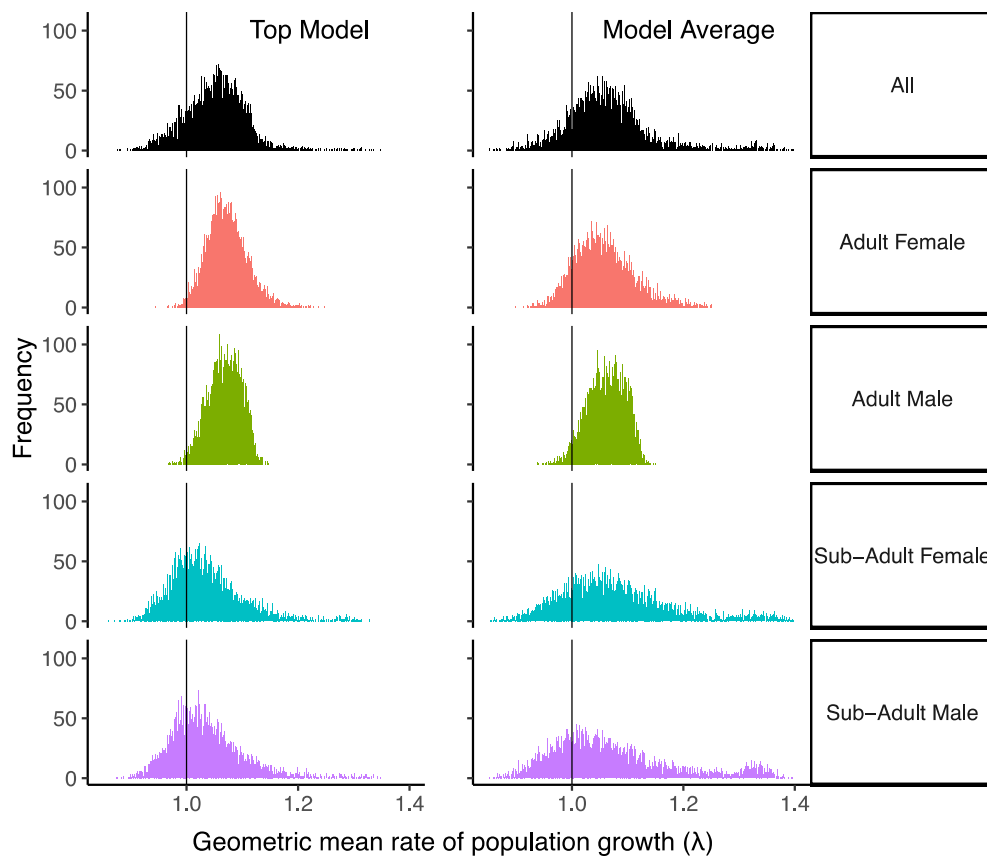 Top Model
Model Average
100
50
0
All
100
50
0
Adult Female
Frequency
100
50
0
Adult Male
100
50
0
Sub−Adult Female
100
50
0
Sub−Adult Male
1.0 1.2 1.4
1.0 1.2 1.4
Geometric mean rate of population growth (λ)